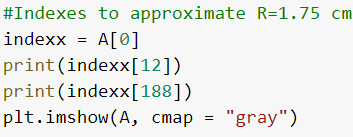 #Indexes to approximate R=1.75 cm
indexx = A[0]
print(indexx[12])
print(indexx[188])
plt.imshow(A, cmap = "gray")